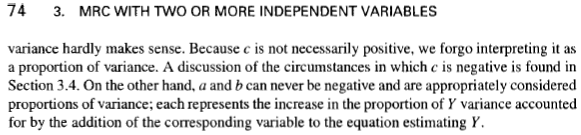 74 3. MRC WITH TWO OR MORE INDEPENDENT VARIABLES
variance hardly makes sense. Because c is not necessarily positive, we forgo interpreting it as
a proportion of variance. A discussion of the circumstances in which c is negative is found in
Section 3.4. On the other hand, a and b can never be negative and are appropriately considered
proportions of variance; each represents the increase in the proportion of Y variance accounted
for by the addition of the corresponding variable to the equation estimating Y.